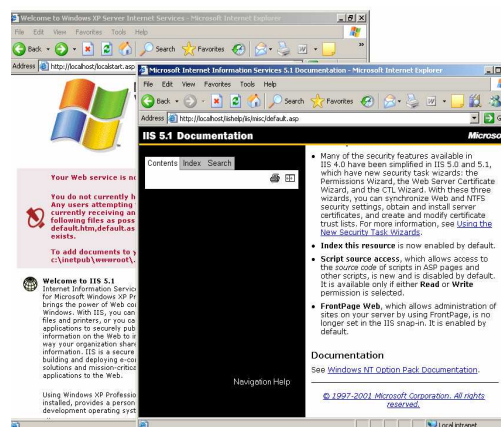 Welcome to Windows XP Server Internet Services - Microsoft Internet Explorer
File Edit View Favorites Tools Help
Back Search Favorites
Address http://localhost/localstart.asp
Your Web service is no
You do not currently h
Any users attempting
currently receiving an
following files as poss
default.htm,default.as
exists.
To add documents to y
c:\inetpub\wwwroot\.
Welcome to IIS 5.1
Internet Information Service
for Microsoft Windows XP Pr
brings the power of Web co
Windows. With IIS, you can
files and printers, or you ca
applications to securely pub
information on the Web to i
way your organization share
information. IIS is a secure
building and deploying e-co
solutions and mission-critica
applications to the Web.
Using Windows XP Professio
installed, provides a person
development operating syst
Microsoft Internet Information Services 5.1 Documentation - Microsoft Internet Explorer
File Edit View Favorites Tools Help
Back Search Favorites
Address http://localhost/iishelp/iis/misc/default.asp G
IIS 5.1 Documentation Microso
Contents Index Search
Navigation Help
• Many of the security features available in
IIS 4.0 have been simplified in IIS 5.0 and 5.1,
which have new security task wizards: the
Permissions Wizard, the Web Server Certificate
Wizard, and the CTL Wizard. With these three
wizards, you can synchronize Web and NTFS
security settings, obtain and install server
certificates, and create and modify certificate
trust lists. For more information, see Using the
New Security Task Wizards.
• Index this resource is now enabled by default.
• Script source access, which allows access to
the source code of scripts in ASP pages and
other scripts, is new and is disabled by default.
It is available only if either Read or Write
permission is selected.
• FrontPage Web, which allows administration of
sites on your server by using FrontPage, is no
longer set in the IIS snap-in. It is enabled by
default.
Documentation
See Windows NT Option Pack Documentation.
© 1997-2001 Microsoft Corporation. All rights
reserved.
Local intranet